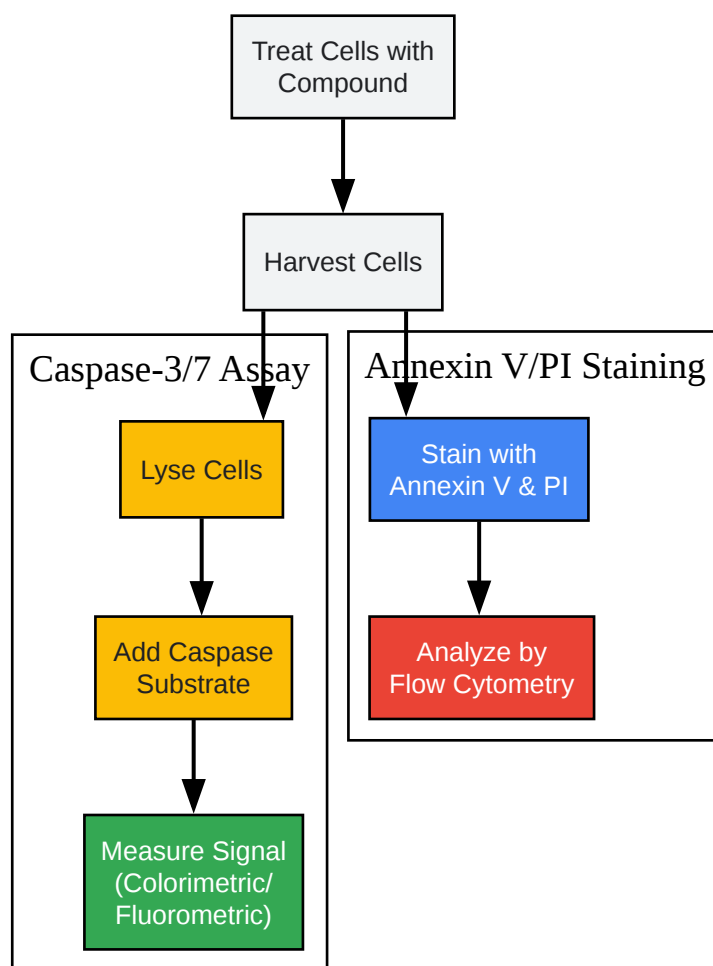 Treat Cells with
Compound
Harvest Cells
Caspase-3/7 Assay
Lyse Cells
Add Caspase
Substrate
Measure Signal
(Colorimetric/
Fluorometric)
Annexin V/PI Staining
Stain with
Annexin V & PI
Analyze by
Flow Cytometry